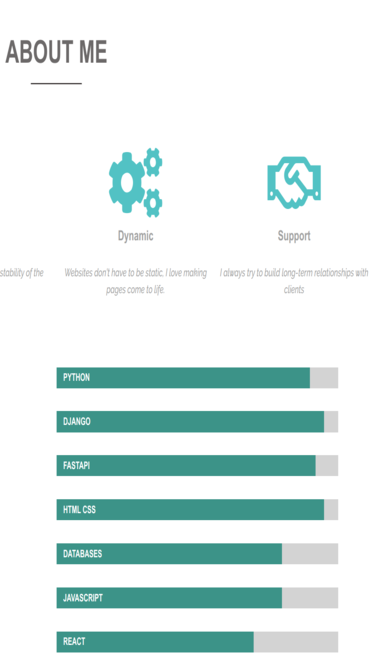 ABOUT ME
Dynamic
Support
stability of the
Websites don't have to be static. I love making
pages come to life.
I always try to build long-term relationships with
clients
PYTHON
DJANGO
FASTAPI
HTML CSS
DATABASES
JAVASCRIPT
REACT